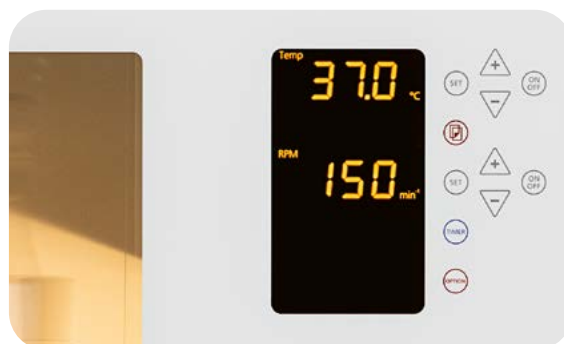 Temp
37.0 °C
SET
+
-
ON
OFF
RPM
150 min⁻¹
SET
+
-
ON
OFF
TIMER
OPTION